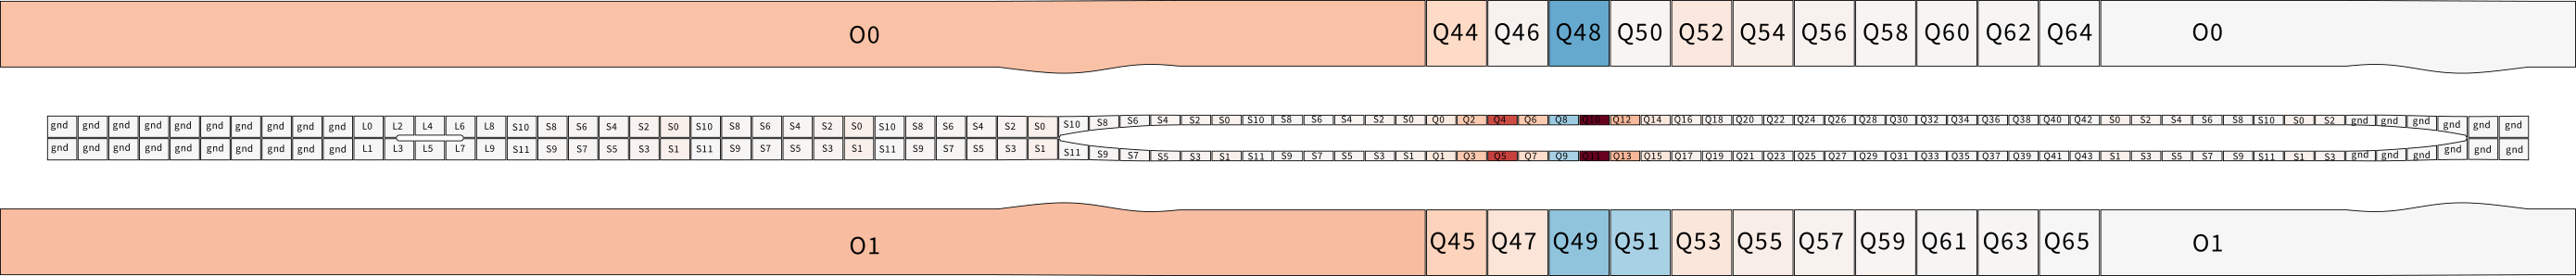 O0 Q44 Q46 Q48 Q50 Q52 Q54 Q56 Q58 Q60 Q62 Q64 O0
gnd gnd gnd gnd gnd gnd gnd gnd gnd gnd L0 L2 L4 L6 L8 S10 S8 S6 S4 S2 S0 S10 S8 S6 S4 S2 S0 S10 S8 S6 S4 S2 S0 S10 S8 S6 S4 S2 S0 S10 S8 S6 S4 S2 S0 Q0 Q2 Q4 Q6 Q8 Q10 Q12 Q14 Q16 Q18 Q20 Q22 Q24 Q26 Q28 Q30 Q32 Q34 Q36 Q38 Q40 Q42 S0 S2 S4 S6 S8 S10 S0 S2 gnd gnd gnd gnd gnd gnd
gnd gnd gnd gnd gnd gnd gnd gnd gnd gnd L1 L3 L5 L7 L9 S11 S9 S7 S5 S3 S1 S11 S9 S7 S5 S3 S1 S11 S9 S7 S5 S3 S1 S11 S9 S7 S5 S3 S1 S11 S9 S7 S5 S3 S1 Q1 Q3 Q5 Q7 Q9 Q11 Q13 Q15 Q17 Q19 Q21 Q23 Q25 Q27 Q29 Q31 Q33 Q35 Q37 Q39 Q41 Q43 S1 S3 S5 S7 S9 S11 S1 S3 gnd gnd gnd gnd gnd gnd
O1 Q45 Q47 Q49 Q51 Q53 Q55 Q57 Q59 Q61 Q63 Q65 O1